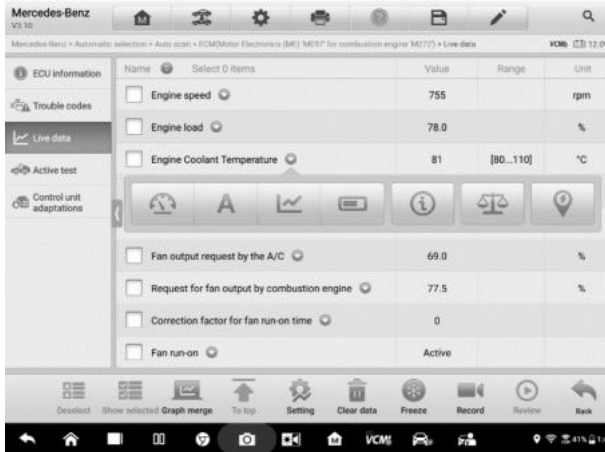 Mercedes-Benz
V3.10
Mercedes-Benz > Automatic selection > Auto scan > ECM(Motor Electronics (ME) 'ME97' for combustion engine 'M272') > Live data
VCMI 12:0
ECU information
Trouble codes
Live data
Active test
Control unit
adaptations
Name Select 0 items Value Range Unit
Engine speed 755 rpm
Engine load 78.0 %
Engine Coolant Temperature 81 [80...110] °C
A
Fan output request by the A/C 69.0 %
Request for fan output by combustion engine 77.5 %
Correction factor for fan run-on time 0
Fan run-on Active
Deselect Show selected Graph merge To top Setting Clear data Freeze Record Review Back
VCMI 41%